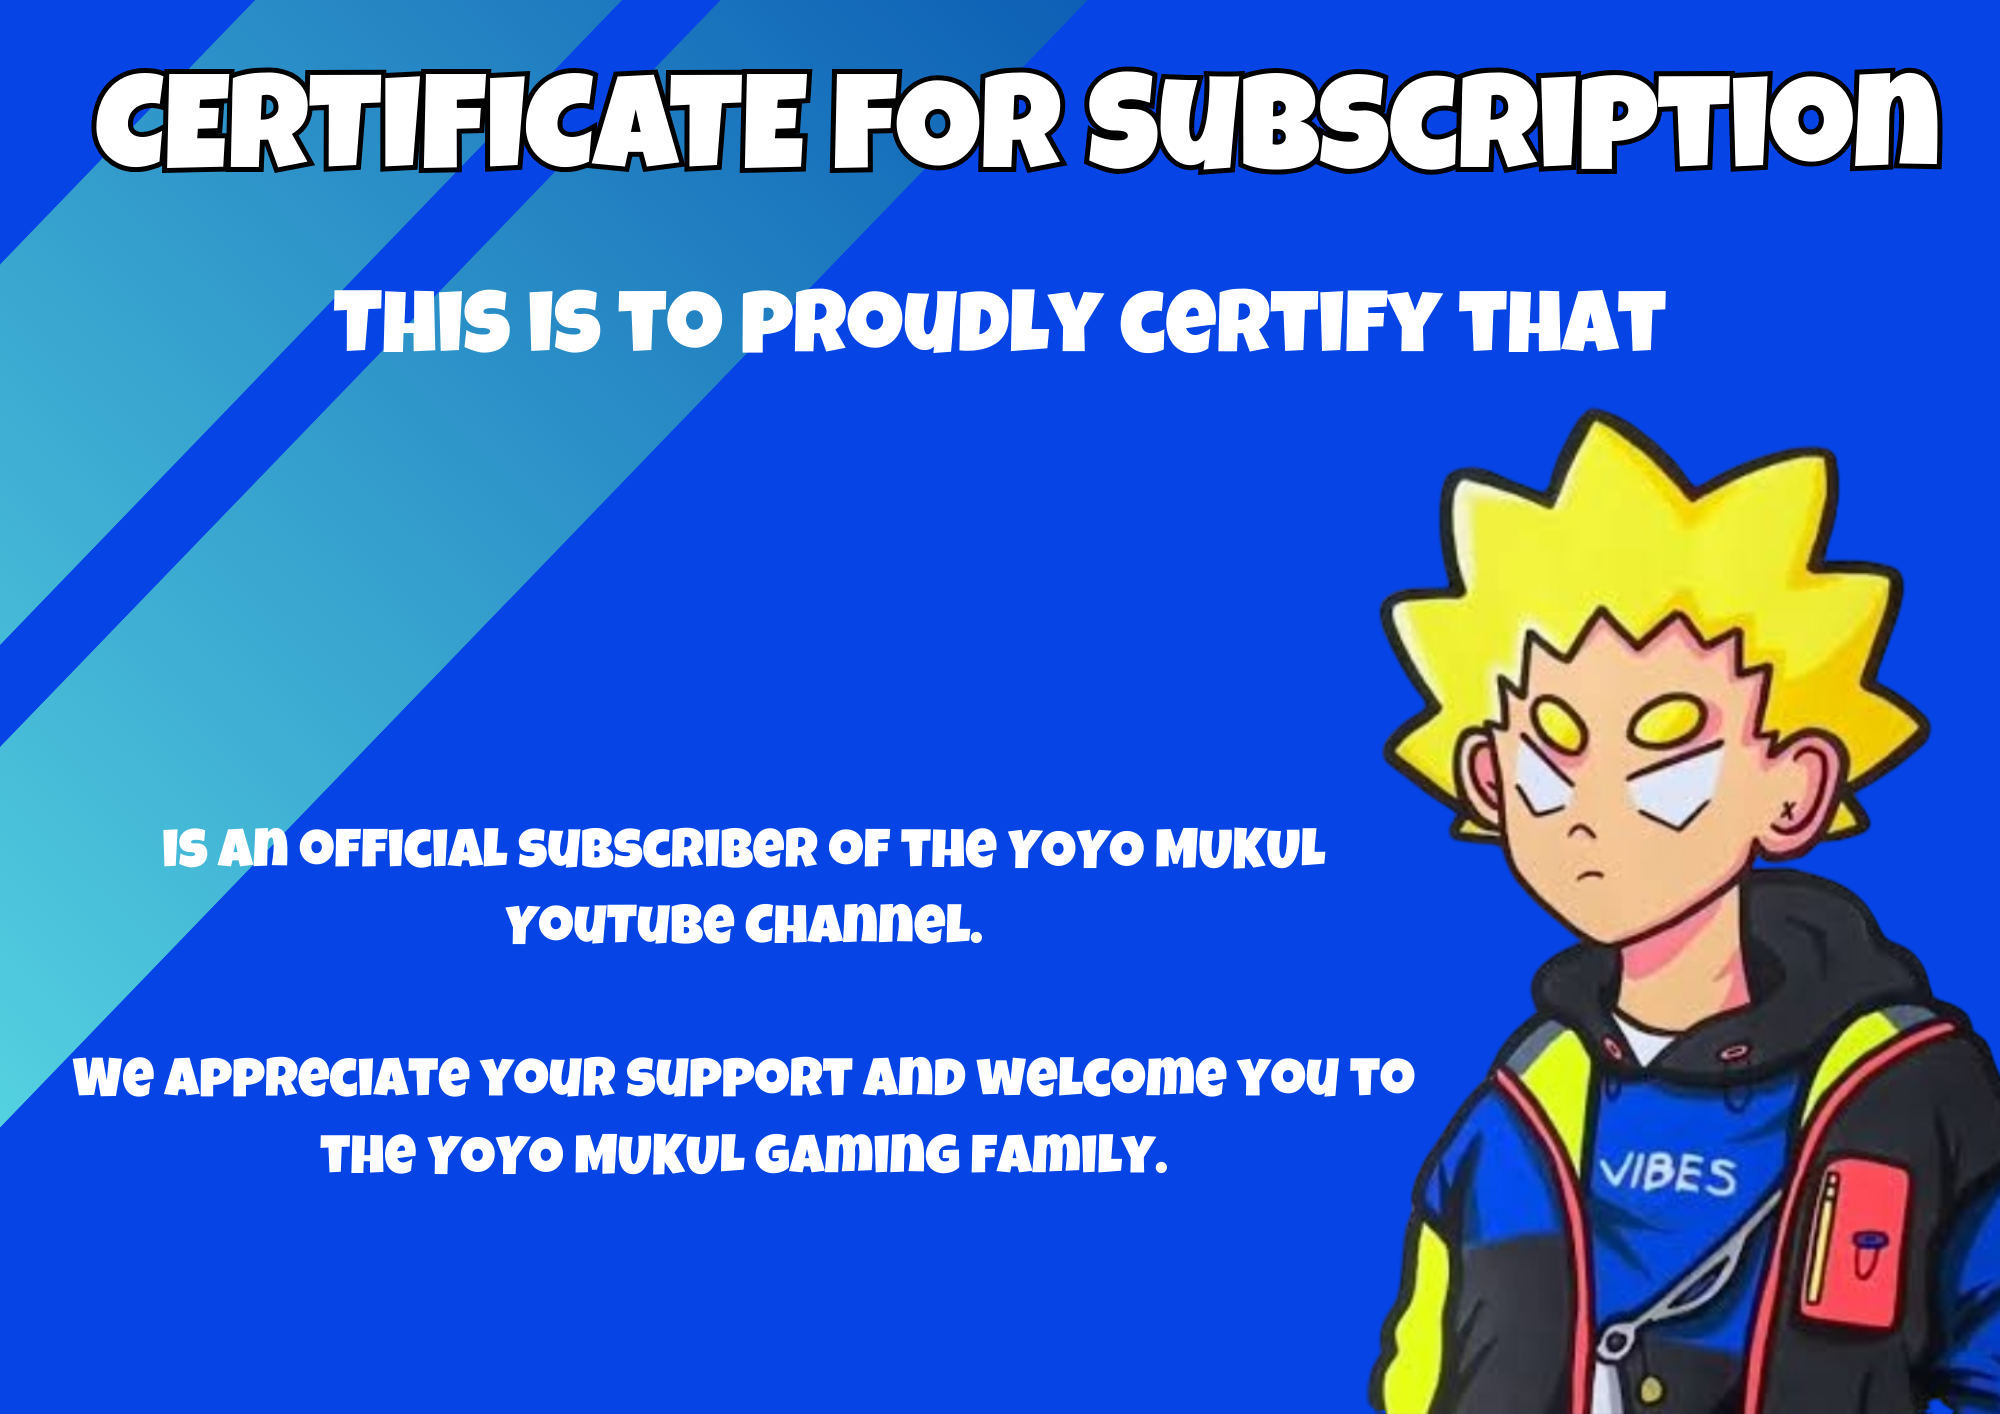 CERTIFICATE FOR SUBSCRIPTION
THIS IS TO PROUDLY CERTIFY THAT
IS AN OFFICIAL SUBSCRIBER OF THE YOYO MUKUL
YOUTUBE CHANNEL.
WE APPRECIATE YOUR SUPPORT AND WELCOME YOU TO
THE YOYO MUKUL GAMING FAMILY.
VIBES